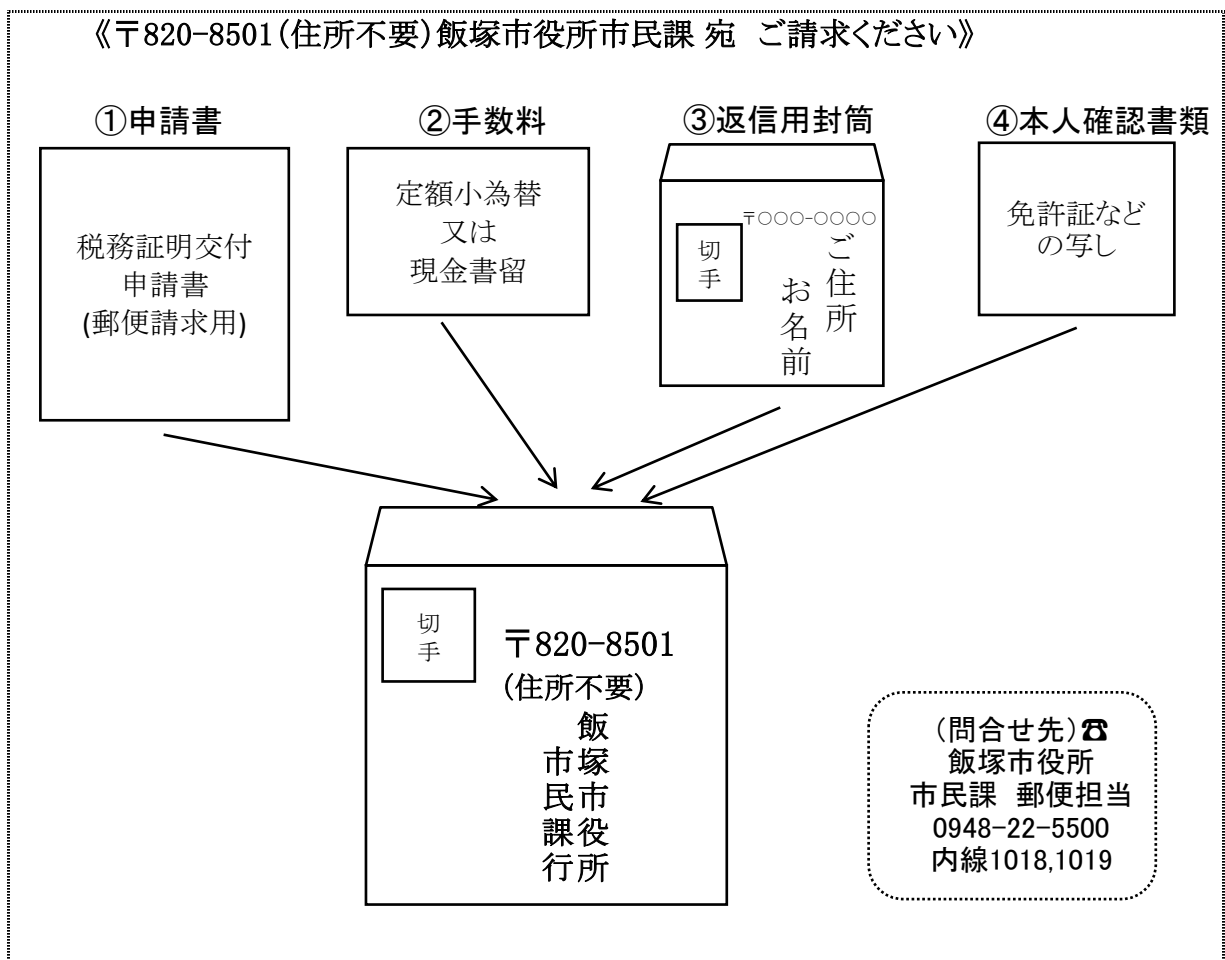 《〒820-8501(住所不要)飯塚市役所市民課 宛 ご請求ください》
①申請書
税務証明交付
申請書
(郵便請求用)
②手数料
定額小為替
又は
現金書留
③返信用封筒
〒○○○-○○○○
切手
ご住所
お名前
④本人確認書類
免許証など
の写し
切手
〒820-8501
(住所不要)
飯塚市役所
市民課行
(問合せ先)☎
飯塚市役所
市民課 郵便担当
0948-22-5500
内線1018,1019